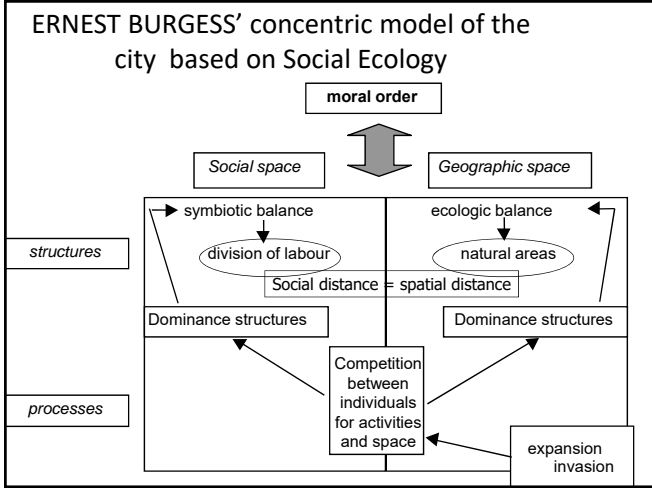 ERNEST BURGESS’ concentric model of the
city based on Social Ecology
moral order
Social space
Geographic space
symbiotic balance
ecologic balance
structures
division of labour
natural areas
Social distance = spatial distance
Dominance structures
Dominance structures
Competition
between
individuals
for activities
and space
processes
expansion
invasion